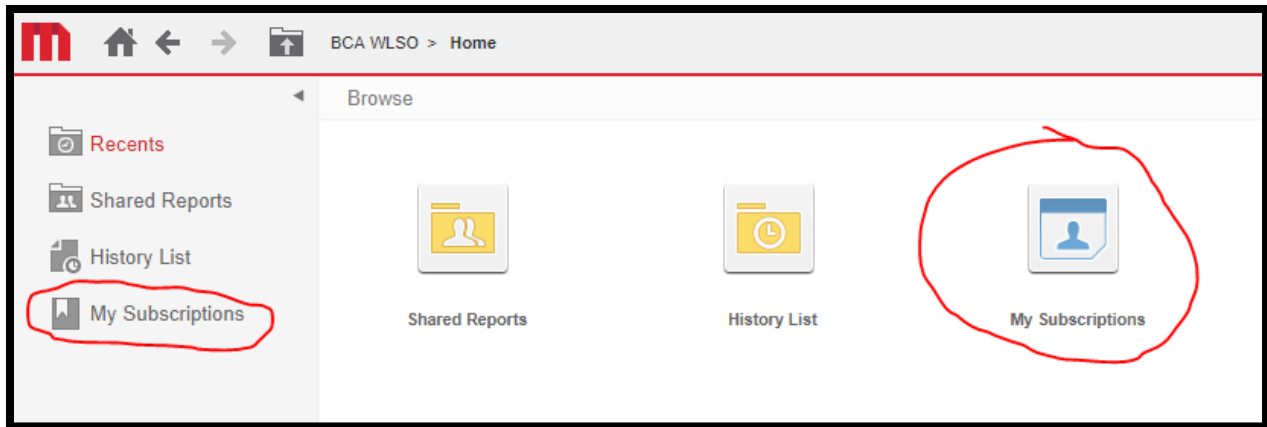 BCA WLSO > Home
Browse
Recents
Shared Reports
History List
My Subscriptions
Shared Reports
History List
My Subscriptions